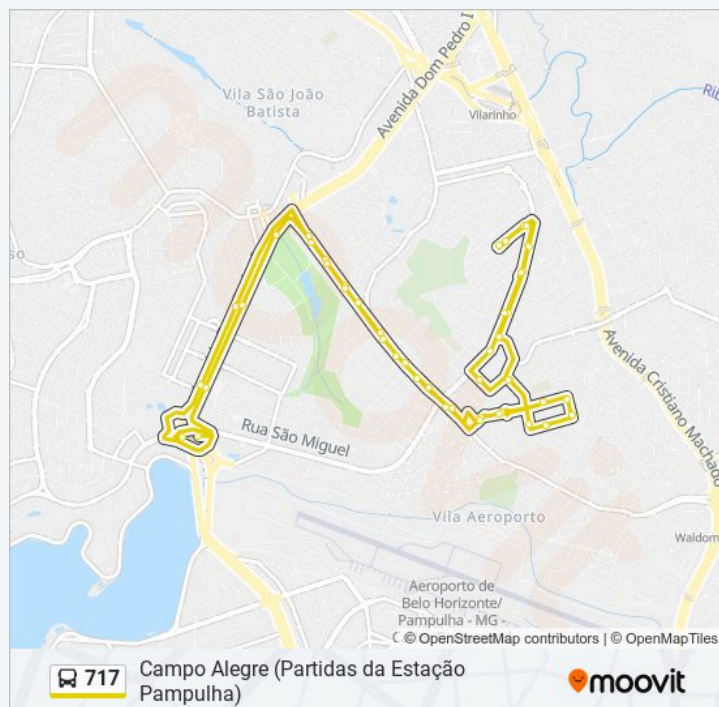 Vila São João
Batista
Avenida Dom Pedro I
Vilarinho
Avenida Cristiano Machado
Rua São Miguel
Vila Aeroporto
Aeroporto de
Belo Horizonte/
Pampulha - MG -
© OpenStreetMap contributors | © OpenMapTiles
717
Campo Alegre (Partidas da Estação
Pampulha)
moovit